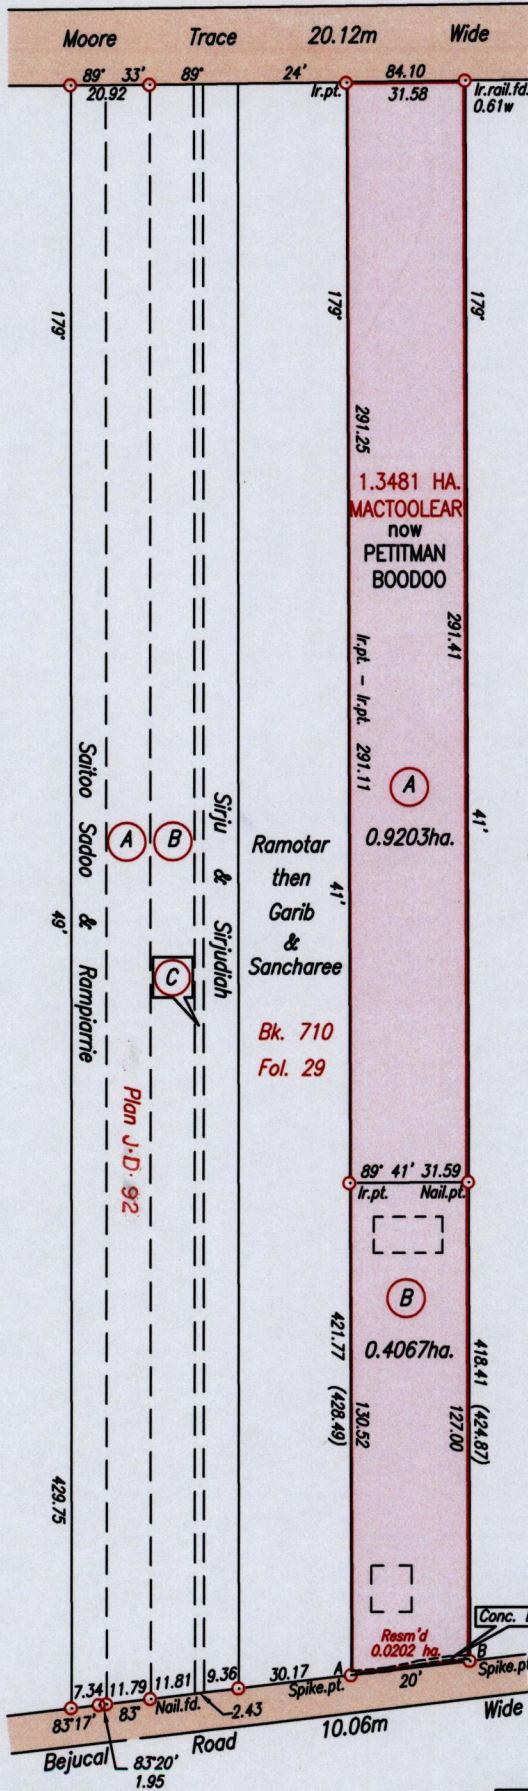 Moore Trace 20.12m Wide
89° 33' 89° 24' 84.10
20.92 Ir.pt. 31.58 Ir.rail.fd.
0.61w
179° 179° 179°
291.25
1.3481 HA.
MACTOOLEAR
now
PETITMAN
BOODOO
291.41
Ir.pt. - Ir.pt. 291.11
A
0.9203ha.
41'
41'
Saitoo Sadoo & Rampiarrie
49'
A B
C
Sirju & Sirjudiah
Ramotar
then
Garib
&
Sancharee
Bk. 710
Fol. 29
Plan J·D·92
89° 41' 31.59
Ir.pt. Nail.pt.
B
0.4067ha.
421.77 (428.49)
130.52
418.41 (424.87)
127.00
429.75
Resm'd
0.0202 ha.
Conc.
A B
Spike.pt. 20' Spike.pt
7.34 11.79 11.81 9.36 30.17
83°17' 83° Nail.fd. 2.43
83°20'
1.95
Bejucal Road 10.06m Wide